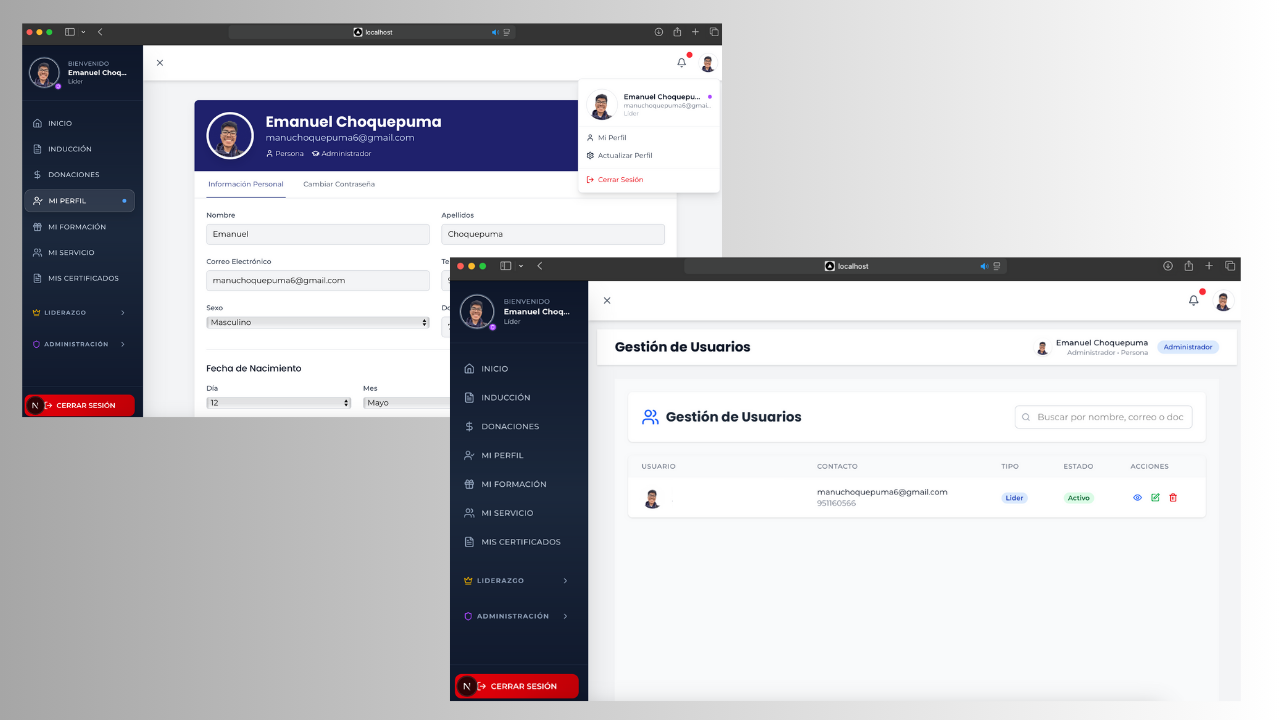 localhost
BIENVENIDO
Emanuel Choq...
Líder
INICIO
INDUCCIÓN
DONACIONES
MI PERFIL
MI FORMACIÓN
MI SERVICIO
MIS CERTIFICADOS
LIDERAZGO
ADMINISTRACIÓN
N CERRAR SESIÓN
Emanuel Choquepuma
manuchoquepuma6@gmail.com
Persona Administrador
Información Personal Cambiar Contraseña
Nombre Apellidos
Emanuel Choquepuma
Correo Electrónico Te
manuchoquepuma6@gmail.com
Sexo
Masculino
Fecha de Nacimiento
Día Mes
12 Mayo
Emanuel Choquepu...
manuchoquepuma6@gmai...
Líder
Mi Perfil
Actualizar Perfil
Cerrar Sesión
localhost
BIENVENIDO
Emanuel Choq...
Líder
INICIO
INDUCCIÓN
DONACIONES
MI PERFIL
MI FORMACIÓN
MI SERVICIO
MIS CERTIFICADOS
LIDERAZGO
ADMINISTRACIÓN
N CERRAR SESIÓN
Gestión de Usuarios
Emanuel Choquepuma
Administrador • Persona
Administrador
Gestión de Usuarios
Buscar por nombre, correo o doc
USUARIO CONTACTO TIPO ESTADO ACCIONES
manuchoquepuma6@gmail.com
951160566
Líder Activo